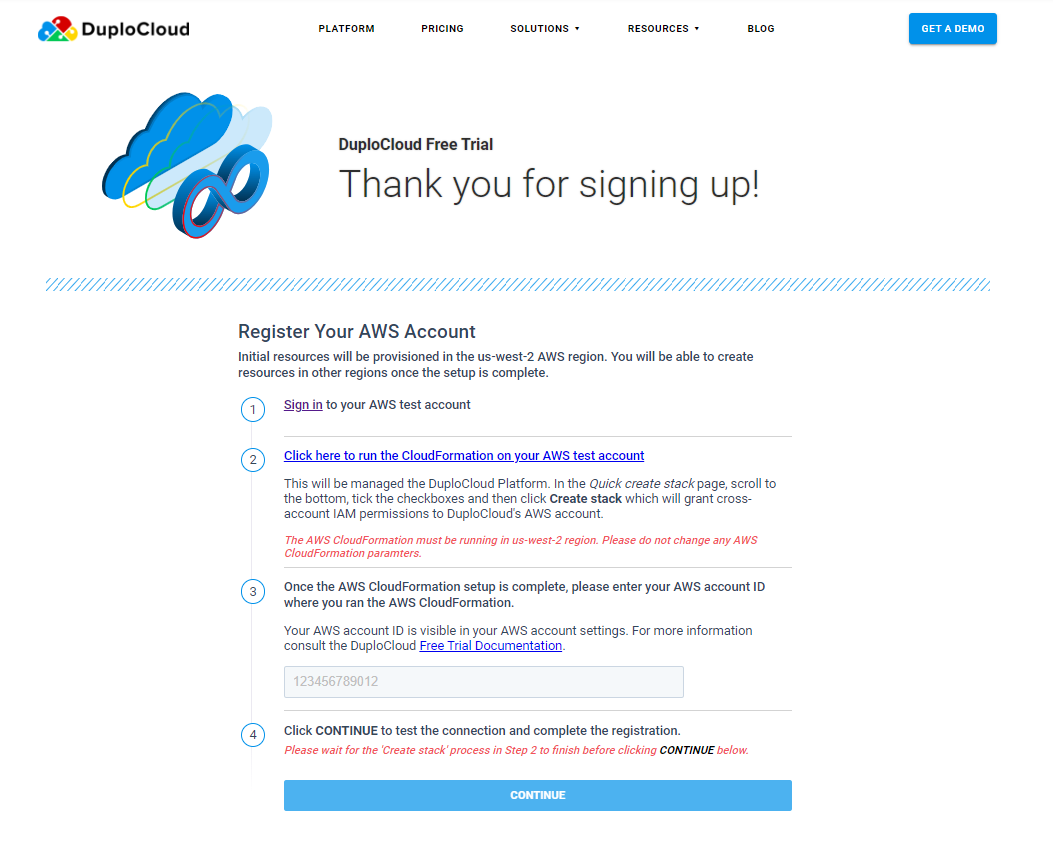 DuploCloud
PLATFORM
PRICING
SOLUTIONS
RESOURCES
BLOG
GET A DEMO
DuploCloud Free Trial
Thank you for signing up!
Register Your AWS Account
Initial resources will be provisioned in the us-west-2 AWS region. You will be able to create
resources in other regions once the setup is complete.
1
Sign in to your AWS test account
2
Click here to run the CloudFormation on your AWS test account
This will be managed the DuploCloud Platform. In the Quick create stack page, scroll to
the bottom, tick the checkboxes and then click Create stack which will grant cross-
account IAM permissions to DuploCloud's AWS account.
The AWS CloudFormation must be running in us-west-2 region. Please do not change any AWS
CloudFormation paramters.
3
Once the AWS CloudFormation setup is complete, please enter your AWS account ID
where you ran the AWS CloudFormation.
Your AWS account ID is visible in your AWS account settings. For more information
consult the DuploCloud Free Trial Documentation.
123456789012
4
Click CONTINUE to test the connection and complete the registration.
Please wait for the 'Create stack' process in Step 2 to finish before clicking CONTINUE below.
CONTINUE